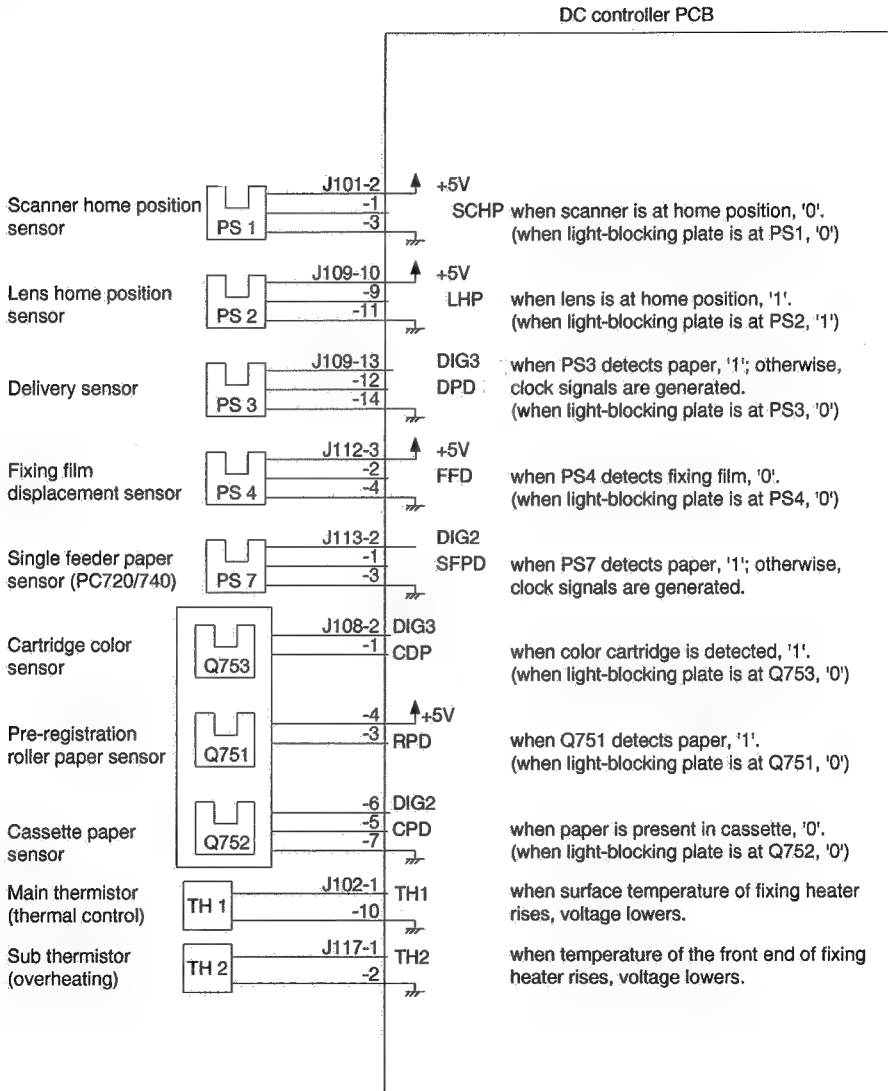 DC controller PCB
Scanner home position
sensor
PS 1
J101-2
-1
-3
+5V
SCHP when scanner is at home position, '0'.
(when light-blocking plate is at PS1, '0')
Lens home position
sensor
PS 2
J109-10
-9
-11
+5V
LHP when lens is at home position, '1'.
(when light-blocking plate is at PS2, '1')
Delivery sensor
PS 3
J109-13
-12
-14
DIG3 when PS3 detects paper, '1'; otherwise,
DPD clock signals are generated.
(when light-blocking plate is at PS3, '0')
Fixing film
displacement sensor
PS 4
J112-3
-2
-4
+5V
FFD when PS4 detects fixing film, '0'.
(when light-blocking plate is at PS4, '0')
Single feeder paper
sensor (PC720/740)
PS 7
J113-2
-1
-3
DIG2
SFPD when PS7 detects paper, '1'; otherwise,
clock signals are generated.
Cartridge color
sensor
Q753
J108-2 DIG3
-1 CDP
when color cartridge is detected, '1'.
(when light-blocking plate is at Q753, '0')
Pre-registration
roller paper sensor
Q751
-4 +5V
-3 RPD
when Q751 detects paper, '1'.
(when light-blocking plate is at Q751, '0')
Cassette paper
sensor
Q752
-6 DIG2
-5 CPD
-7
when paper is present in cassette, '0'.
(when light-blocking plate is at Q752, '0')
Main thermistor
(thermal control)
TH 1
J102-1 TH1
-10
when surface temperature of fixing heater
rises, voltage lowers.
Sub thermistor
(overheating)
TH 2
J117-1 TH2
-2
when temperature of the front end of fixing
heater rises, voltage lowers.